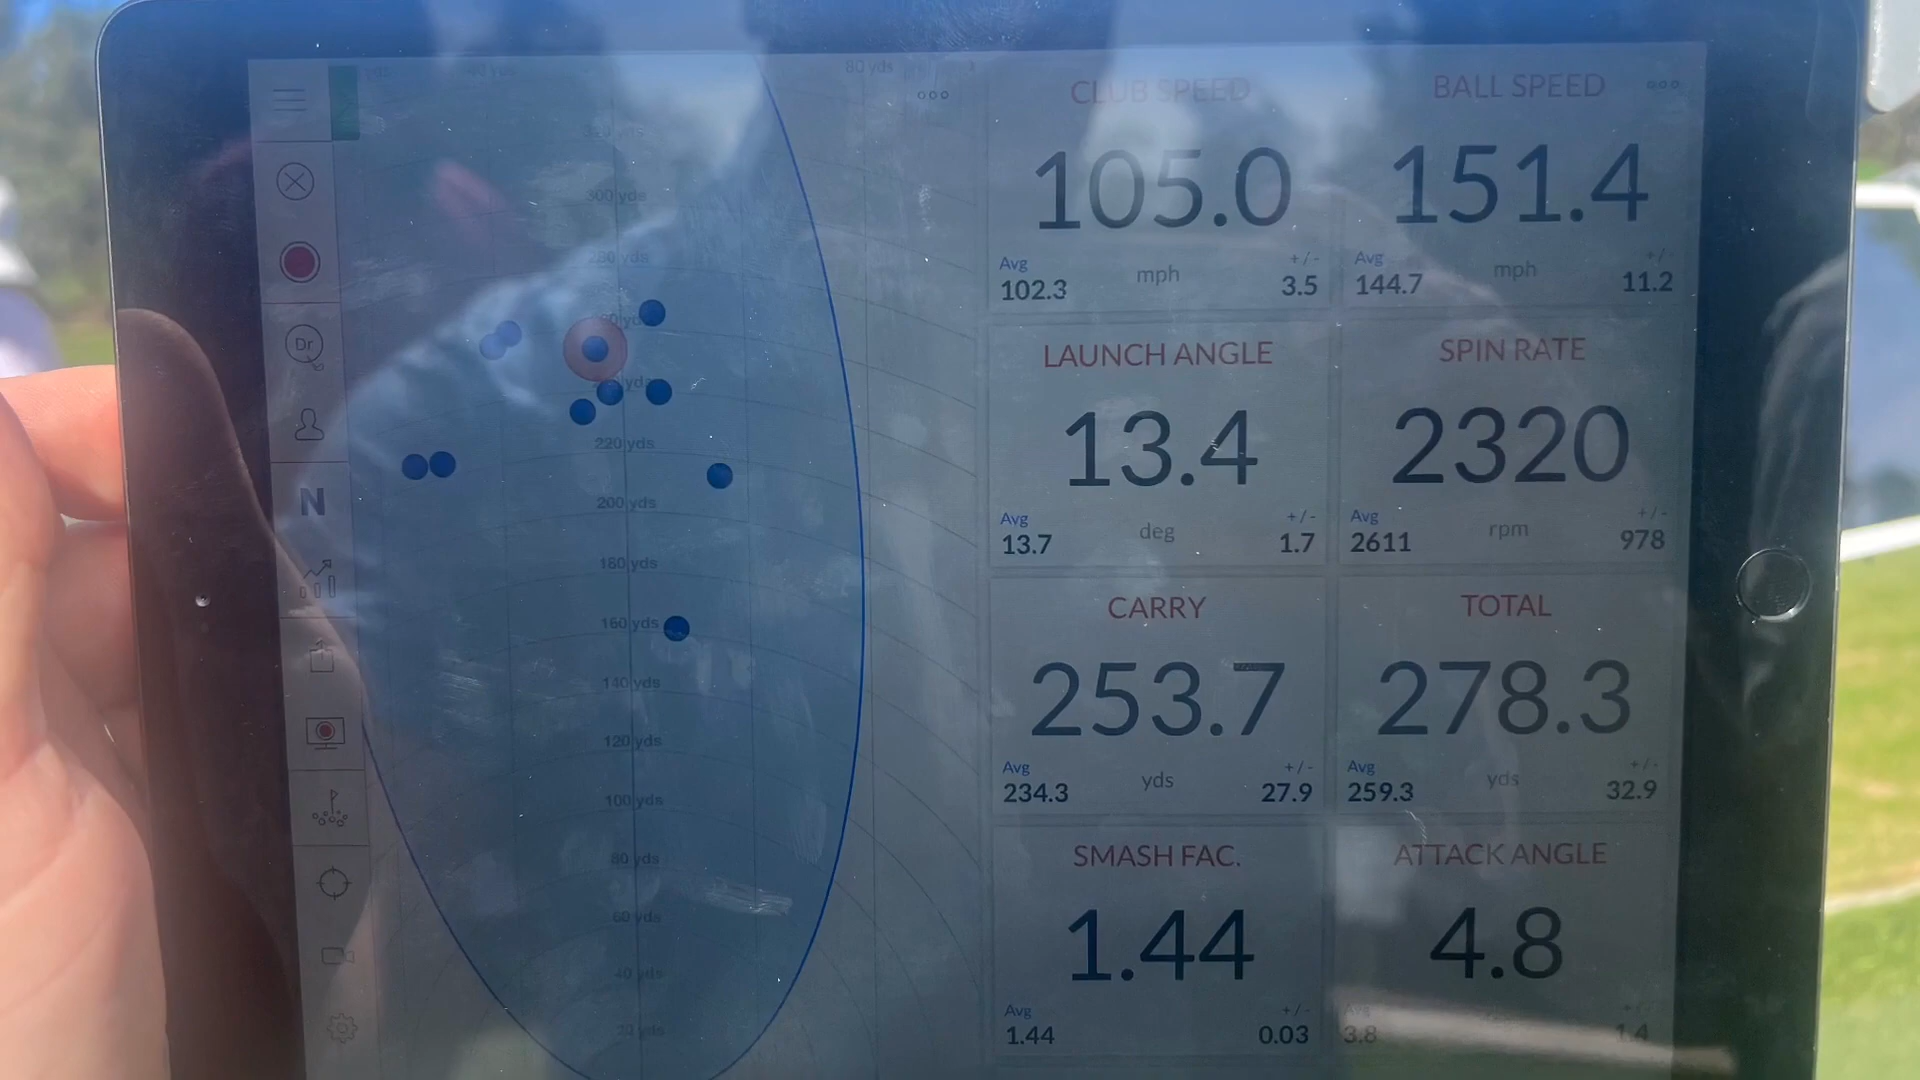 80 yds
CLUB SPEED
BALL SPEED
105.0
151.4
Avg
mph
+/-
Avg
mph
+/-
102.3
3.5
144.7
11.2
LAUNCH ANGLE
SPIN RATE
13.4
2320
Avg
deg
+/-
Avg
rpm
+/-
13.7
1.7
2611
978
CARRY
TOTAL
253.7
278.3
Avg
yds
+/-
Avg
yds
+/-
234.3
27.9
259.3
32.9
SMASH FAC.
ATTACK ANGLE
1.44
4.8
Avg
+/-
Avg
+/-
1.44
0.03
3.8
1.4
300 yds
280 yds
220 yds
200 yds
180 yds
160 yds
140 yds
120 yds
100 yds
80 yds
60 yds
40 yds
Dr
N